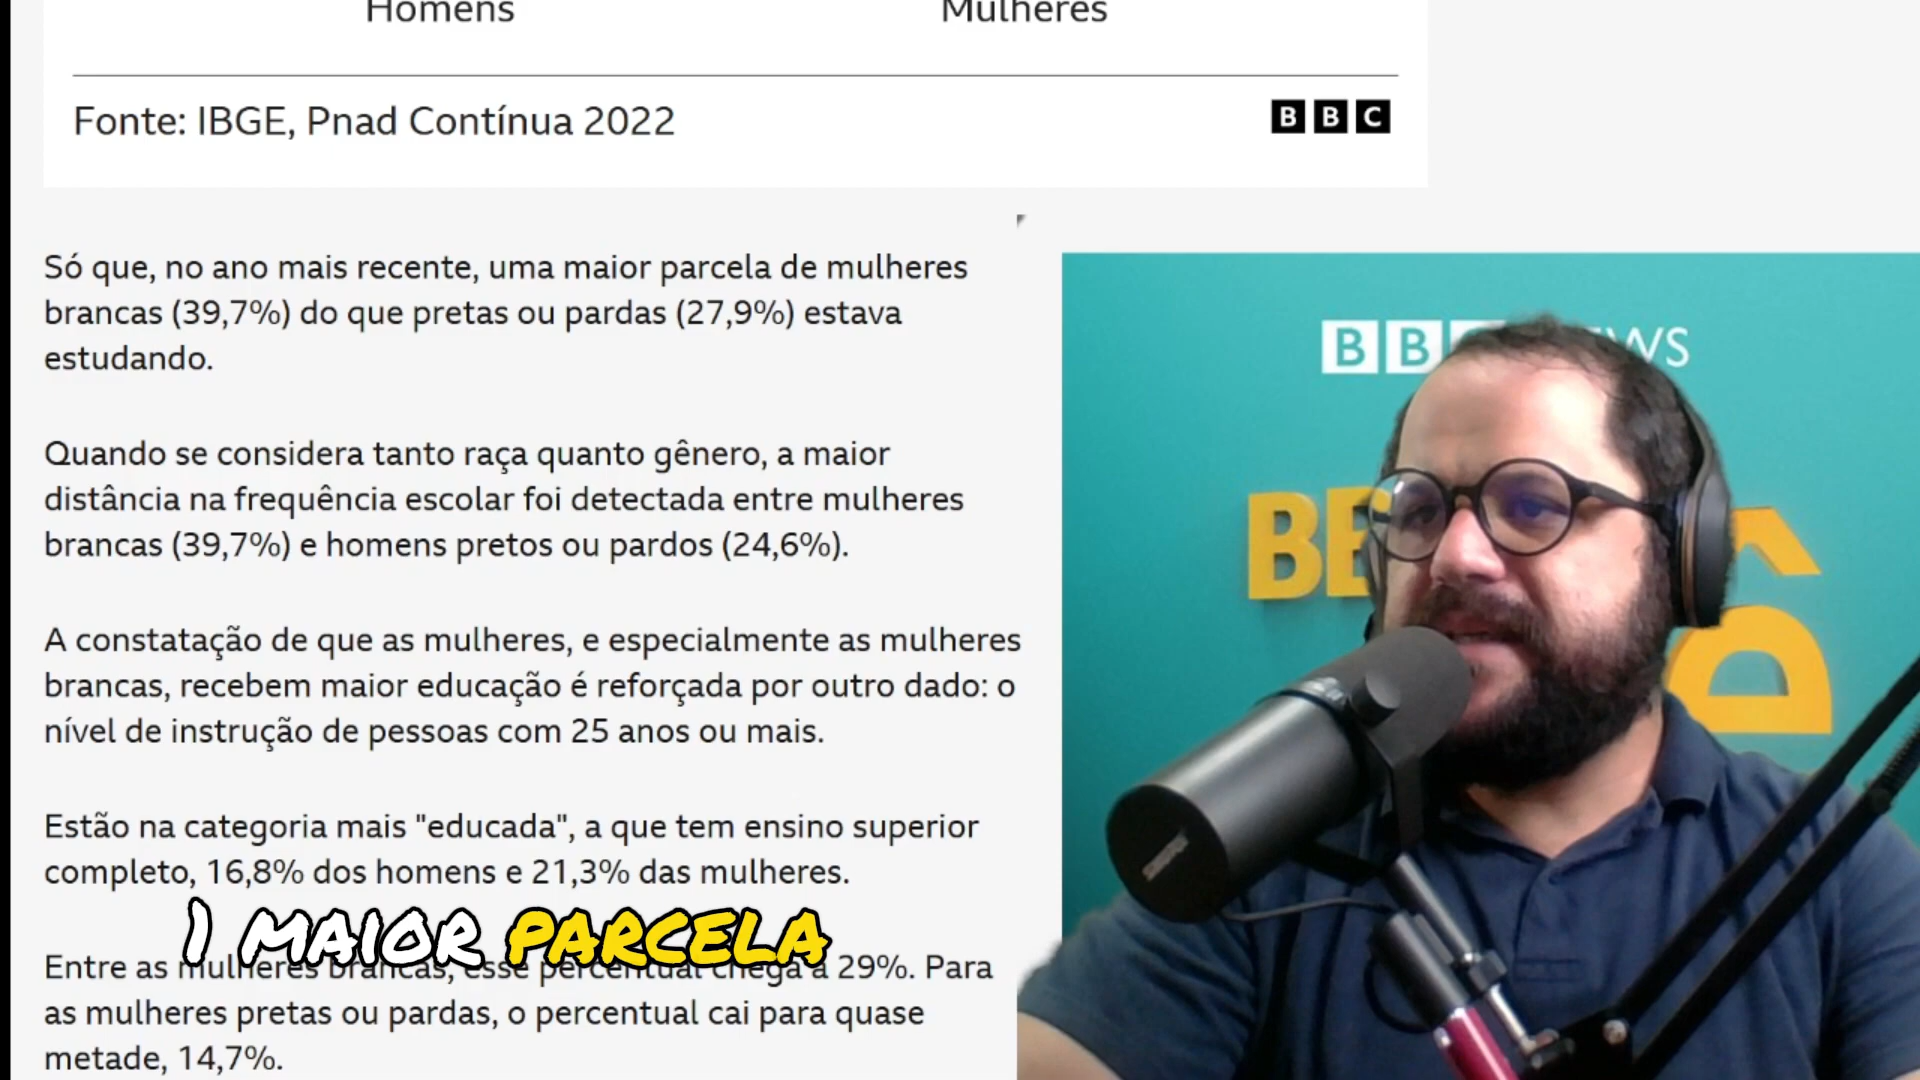 Homens Mulheres
Fonte: IBGE, Pnad Contínua 2022 BBC
Só que, no ano mais recente, uma maior parcela de mulheres
brancas (39,7%) do que pretas ou pardas (27,9%) estava
estudando.
Quando se considera tanto raça quanto gênero, a maior
distância na frequência escolar foi detectada entre mulheres
brancas (39,7%) e homens pretos ou pardos (24,6%).
A constatação de que as mulheres, e especialmente as mulheres
brancas, recebem maior educação é reforçada por outro dado: o
nível de instrução de pessoas com 25 anos ou mais.
Estão na categoria mais "educada", a que tem ensino superior
completo, 16,8% dos homens e 21,3% das mulheres.
1 MAIOR PARCELA
Entre as mulheres brancas, esse percentual chega a 29%. Para
as mulheres pretas ou pardas, o percentual cai para quase
metade, 14,7%.